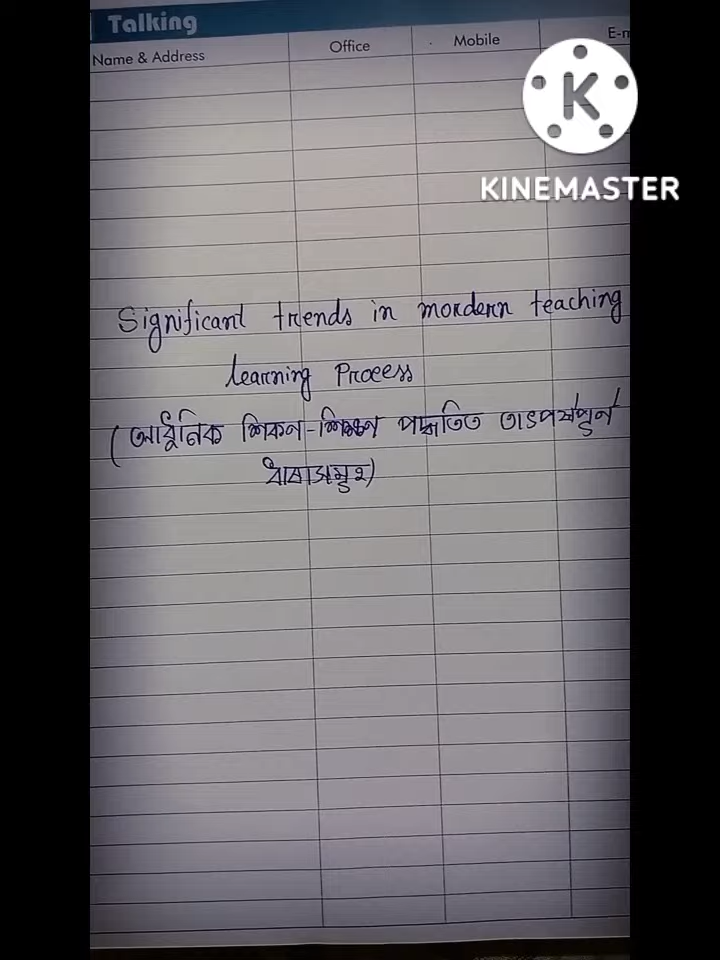 Talking
Name & Address Office Mobile
K
KINEMASTER
Significant trends in mordern teaching
learning Process
(আধুনিক শিকন-শিক্ষণ পদ্ধতিত তাৎপৰ্য্যপূৰ্ন
ধাৰাসমুহ)